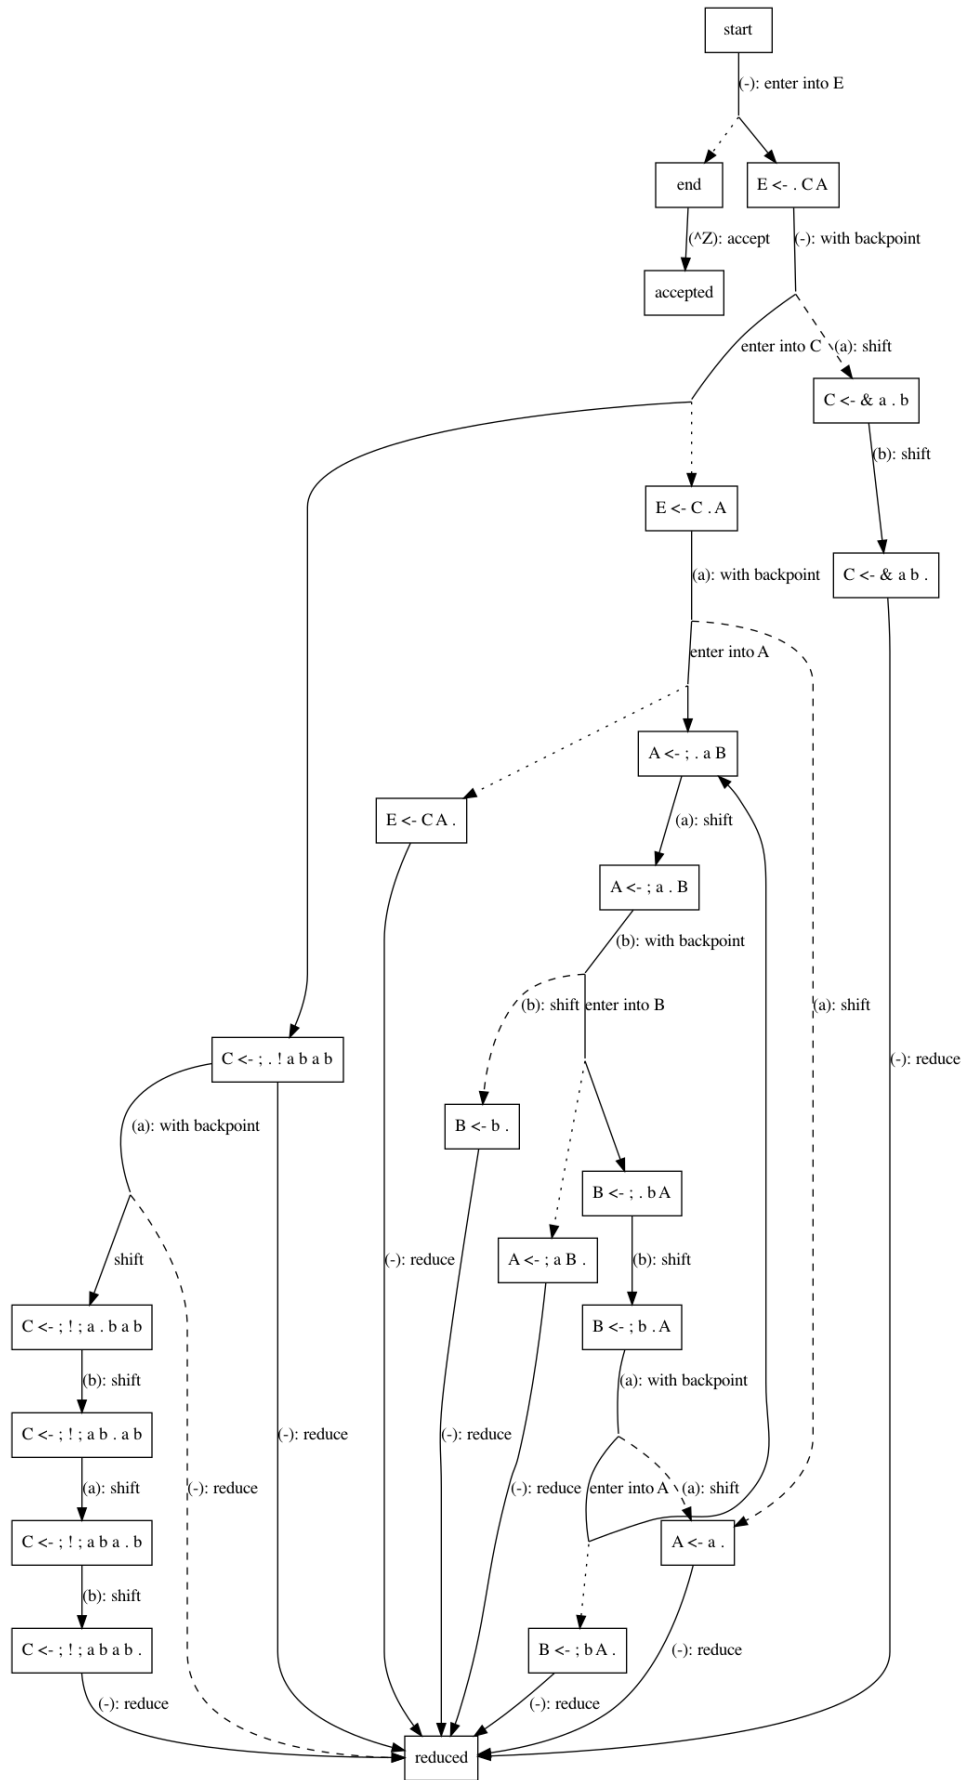 start
(-): enter into E
end
E <- . C A
(^Z): accept
(-): with backpoint
accepted
enter into C
(a): shift
C <- & a . b
(b): shift
E <- C . A
(a): with backpoint
C <- & a b .
enter into A
A <- ; . a B
E <- C A .
(a): shift
A <- ; a . B
(b): with backpoint
(b): shift
enter into B
(a): shift
C <- ; . ! a b a b
(-): reduce
(a): with backpoint
B <- b .
B <- ; . b A
shift
(-): reduce
A <- ; a B .
(b): shift
C <- ; ! ; a . b a b
B <- ; b . A
(b): shift
(a): with backpoint
C <- ; ! ; a b . a b
(-): reduce
(-): reduce
(a): shift
(-): reduce
(-): reduce
enter into A
(a): shift
C <- ; ! ; a b a . b
A <- a .
(b): shift
C <- ; ! ; a b a b .
B <- ; b A .
(-): reduce
(-): reduce
(-): reduce
reduced